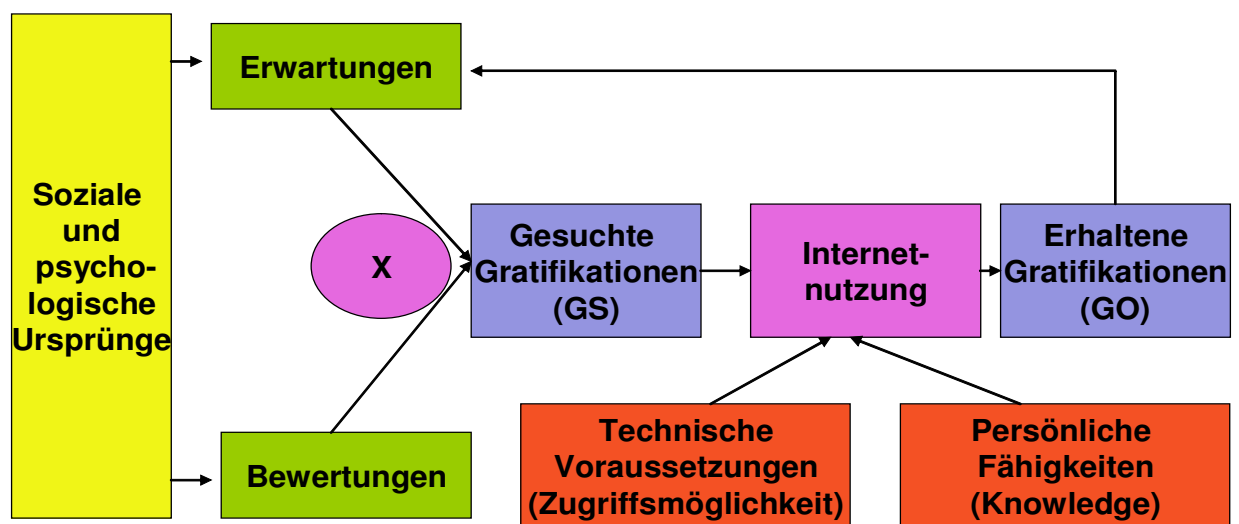 Soziale
und
psycho-
logische
Ursprünge
Erwartungen
X
Bewertungen
Gesuchte
Gratifikationen
(GS)
Internet-
nutzung
Erhaltene
Gratifikationen
(GO)
Technische
Voraussetzungen
(Zugriffsmöglichkeit)
Persönliche
Fähigkeiten
(Knowledge)